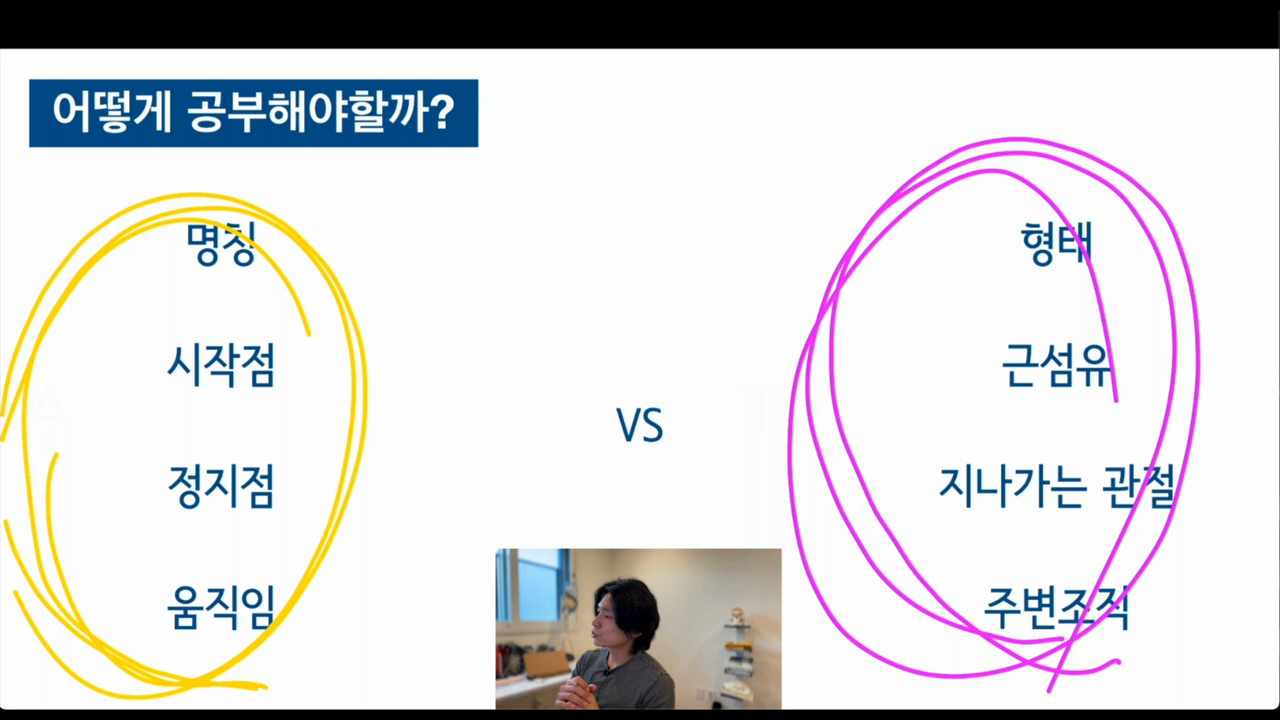 어떻게 공부해야할까?
명칭
시작점
정지점
움직임
VS
형태
근섬유
지나가는 관절
주변조직